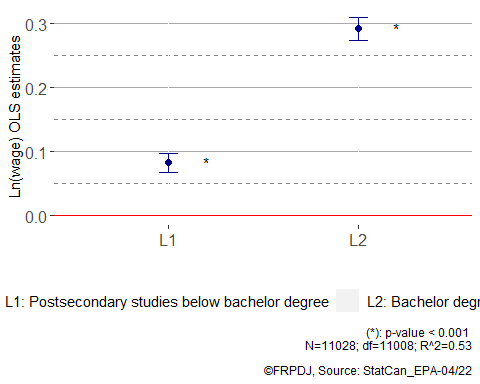 Ln(wage) OLS estimates
0.3
*
0.2
0.1
*
0.0
L1 L2
L1: Postsecondary studies below bachelor degree L2: Bachelor
(*): p-value < 0.001
N=11028; df=11008; R^2=0.53
©FRPDJ, Source: StatCan_EPA-04/22